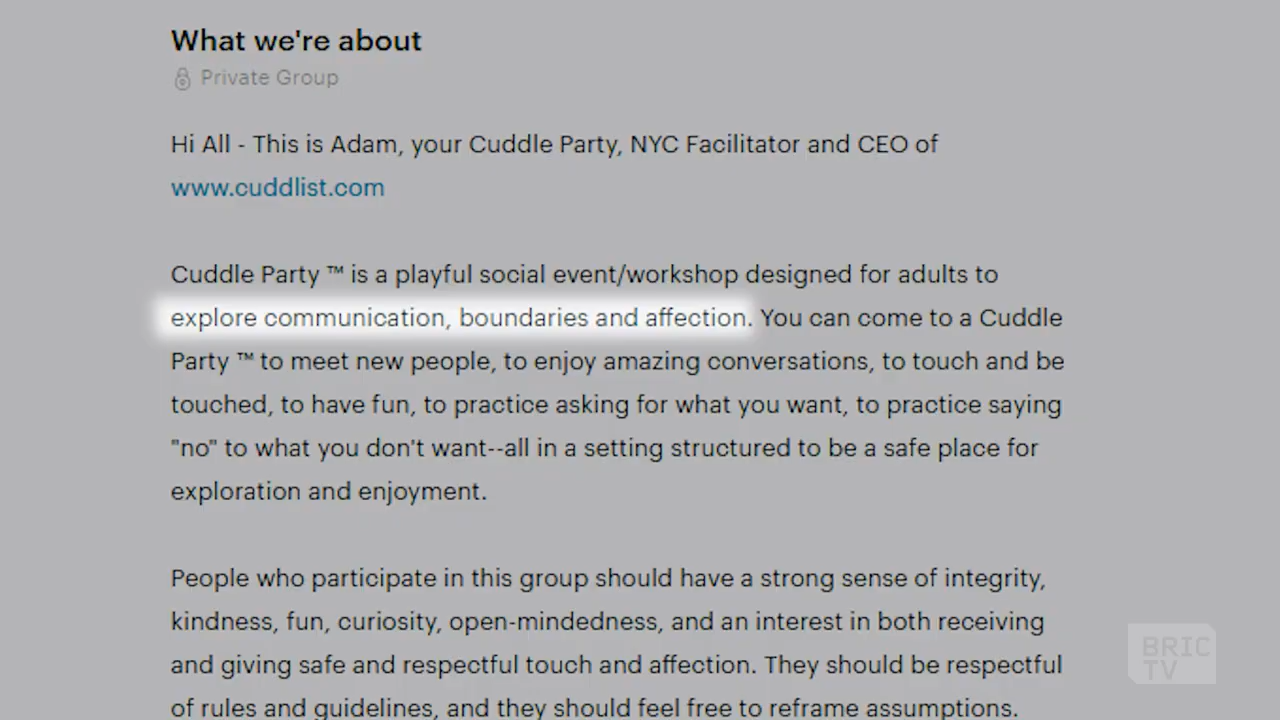 What we're about
Private Group
Hi All - This is Adam, your Cuddle Party, NYC Facilitator and CEO of
www.cuddlist.com
Cuddle Party ™ is a playful social event/workshop designed for adults to
explore communication, boundaries and affection. You can come to a Cuddle
Party ™ to meet new people, to enjoy amazing conversations, to touch and be
touched, to have fun, to practice asking for what you want, to practice saying
"no" to what you don't want--all in a setting structured to be a safe place for
exploration and enjoyment.
People who participate in this group should have a strong sense of integrity,
kindness, fun, curiosity, open-mindedness, and an interest in both receiving
and giving safe and respectful touch and affection. They should be respectful
of rules and guidelines, and they should feel free to reframe assumptions.
BRIC
TV